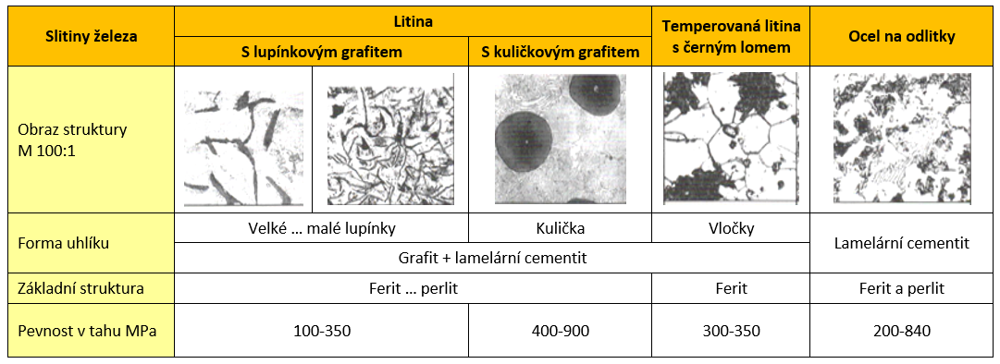 Slitiny železa
Litina
Temperovaná litina
s černým lomem
Ocel na odlitky
S lupínkovým grafitem
S kuličkovým grafitem
Obraz struktury
M 100:1
Forma uhlíku
Velké ... malé lupínky
Kulička
Vločky
Lamelární cementit
Grafit + lamelární cementit
Základní struktura
Ferit ... perlit
Ferit
Ferit a perlit
Pevnost v tahu MPa
100-350
400-900
300-350
200-840